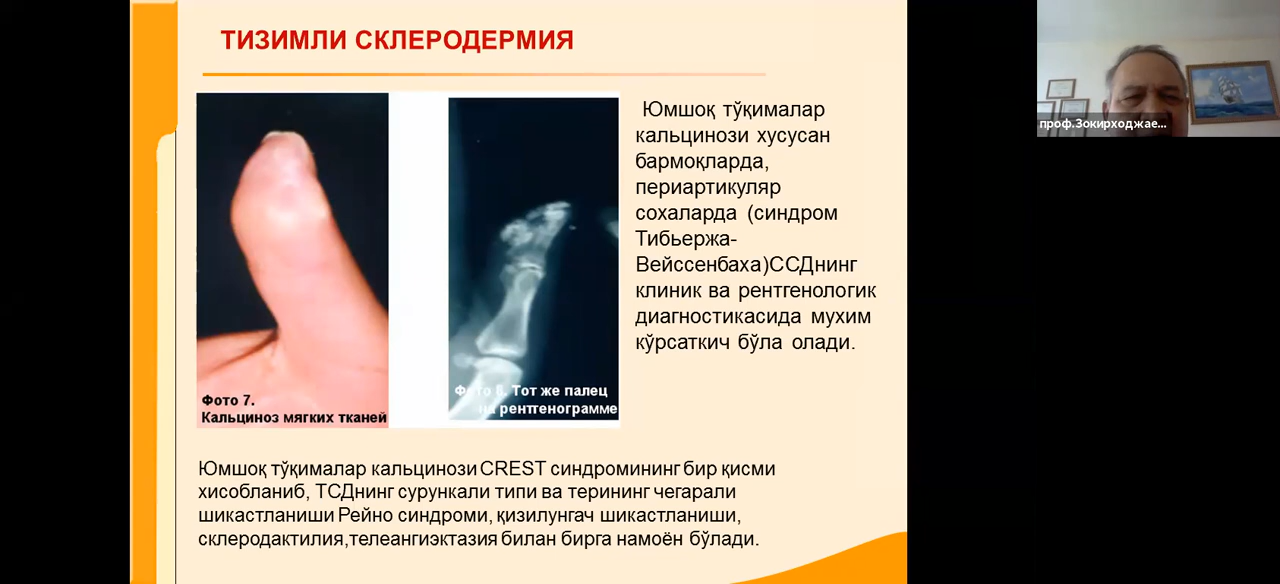 ТИЗИМЛИ СКЛЕРОДЕРМИЯ
Юмшоқ тўқималар
кальцинози хусусан
бармоқларда,
периартикуляр
сохаларда (синдром
Тибьержа-
Вейссенбаха)ССДнинг
клиник ва рентгенологик
диагностикасида мухим
кўрсаткич бўла олади.
Фото 7.
Кальциноз мягких тканей
Фото 8. Тот же палец
на рентгенограмме
Юмшоқ тўқималар кальцинози CREST синдромининг бир қисми
хисобланиб, ТСДнинг сурункали типи ва терининг чегарали
шикастланиши Рейно синдроми, қизилунгач шикастланиши,
склеродактилия,телеангиэктазия билан бирга намоён бўлади.
проф.Зокирходжае...